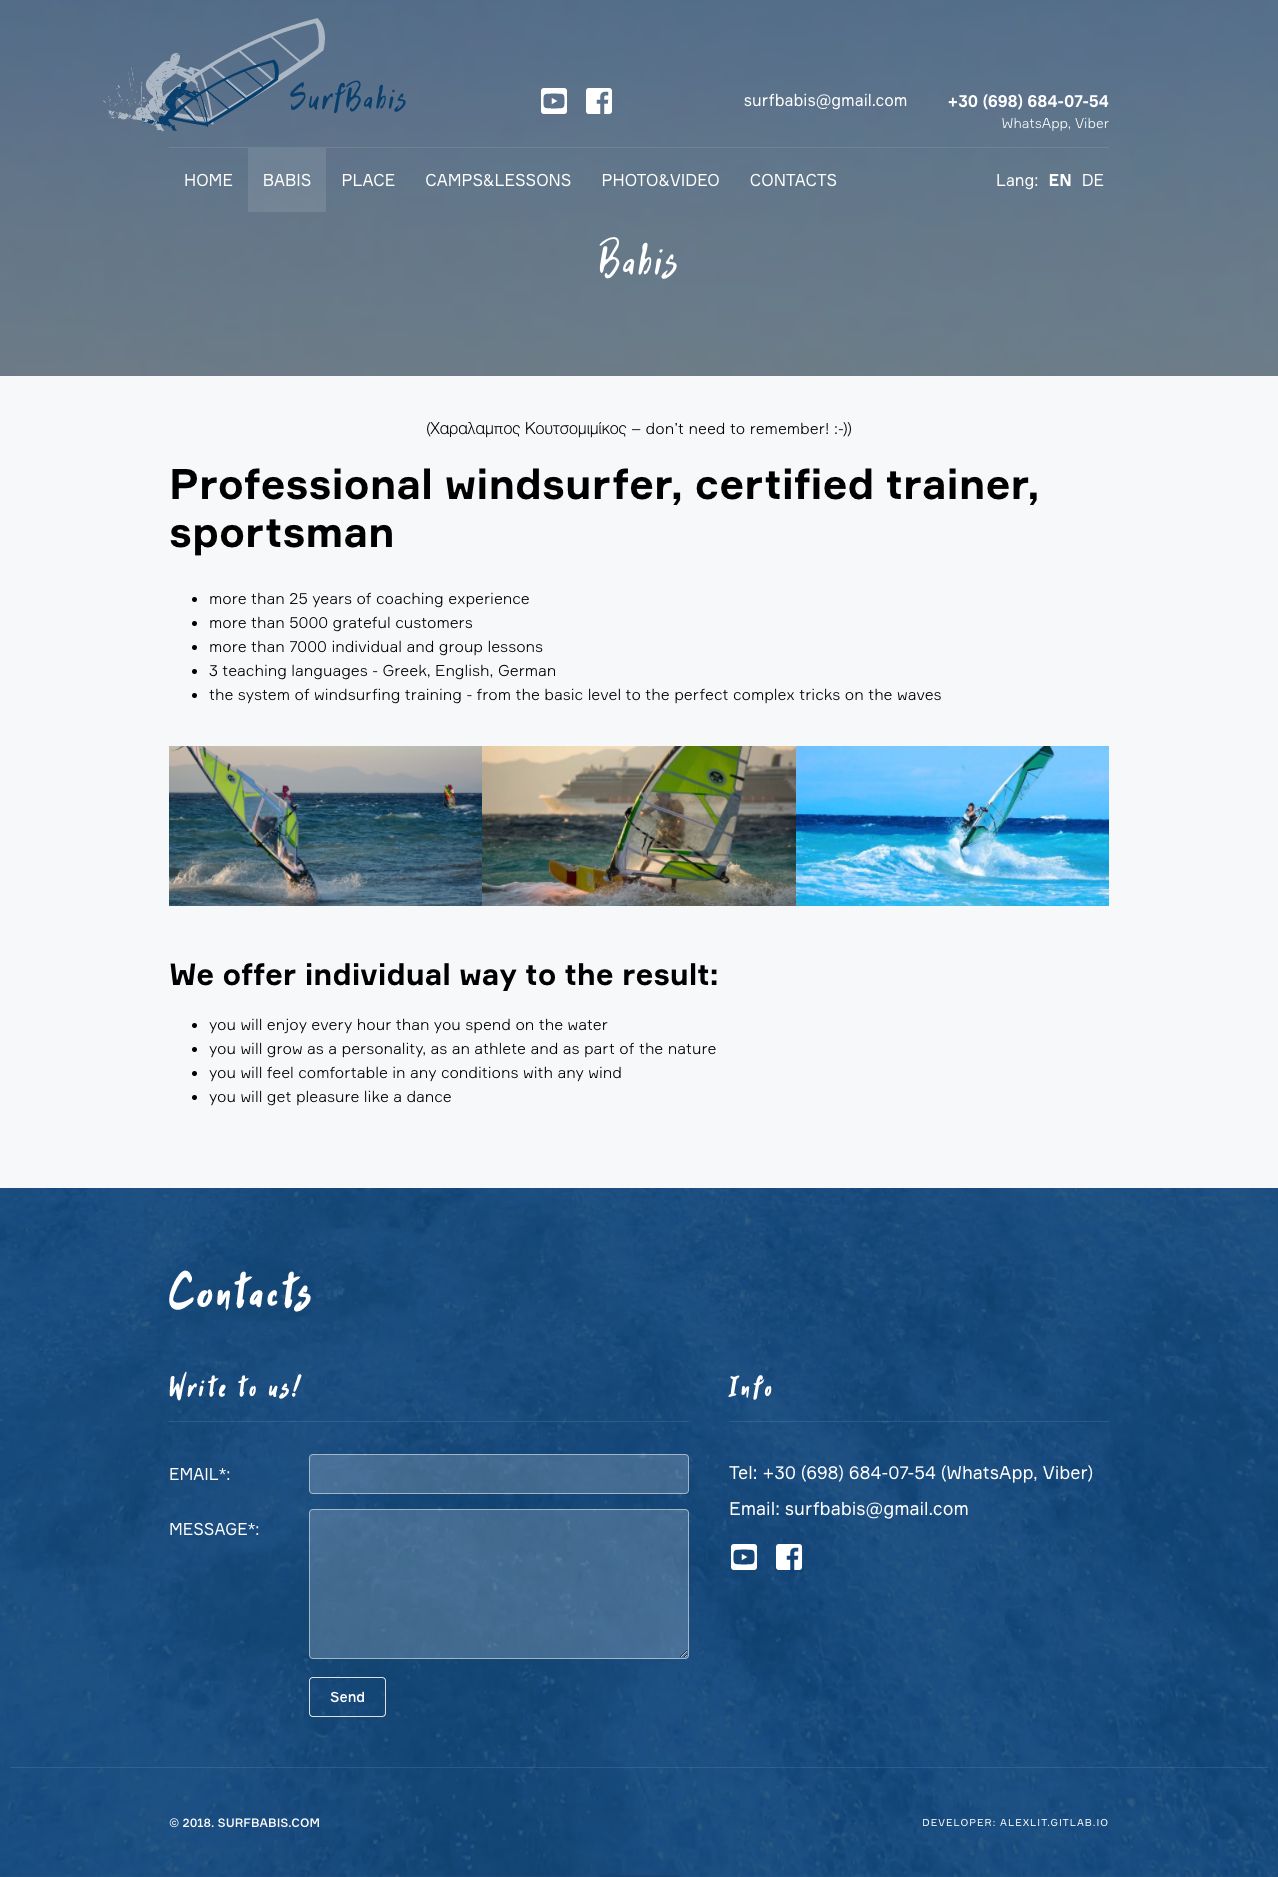 SurfBabis
surfbabis@gmail.com
+30 (698) 684-07-54
WhatsApp, Viber
HOME BABIS PLACE CAMPS&LESSONS PHOTO&VIDEO CONTACTS Lang: EN DE
Babis
(Χαραλαμπος Κουτσομιμίκος – don't need to remember! :-))
Professional windsurfer, certified trainer,
sportsman
more than 25 years of coaching experience
more than 5000 grateful customers
more than 7000 individual and group lessons
3 teaching languages - Greek, English, German
the system of windsurfing training - from the basic level to the perfect complex tricks on the waves
We offer individual way to the result:
you will enjoy every hour than you spend on the water
you will grow as a personality, as an athlete and as part of the nature
you will feel comfortable in any conditions with any wind
you will get pleasure like a dance
Contacts
Write to us!
EMAIL*:
MESSAGE*:
Send
Info
Tel: +30 (698) 684-07-54 (WhatsApp, Viber)
Email: surfbabis@gmail.com
© 2018. SURFBABIS.COM
DEVELOPER: ALEXLIT.GITLAB.IO